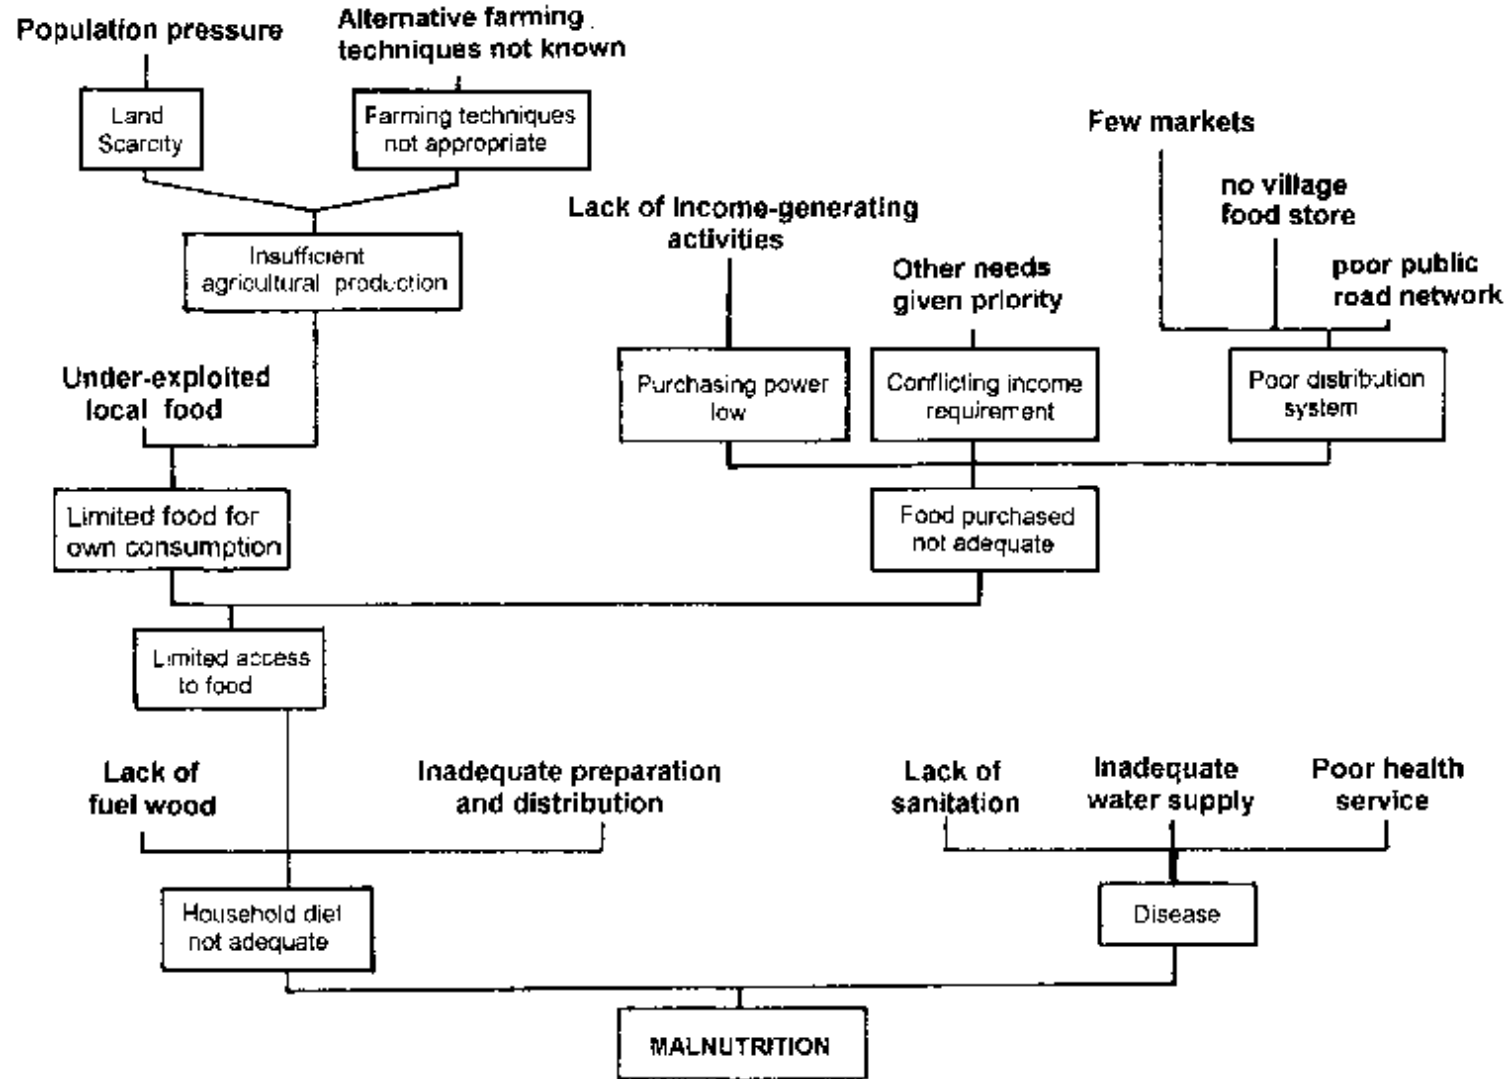 Population pressure
Alternative farming
techniques not known
Land
Scarcity
Farming techniques
not appropriate
Few markets
no village
food store
Lack of Income-generating
activities
Insufficient
agricultural production
Other needs
given priority
poor public
road network
Under-exploited
local food
Purchasing power
low
Conflicting income
requirement
Poor distribution
system
Limited food for
own consumption
Food purchased
not adequate
Limited access
to food
Lack of
fuel wood
Inadequate preparation
and distribution
Lack of
sanitation
Inadequate
water supply
Poor health
service
Household diet
not adequate
Disease
MALNUTRITION